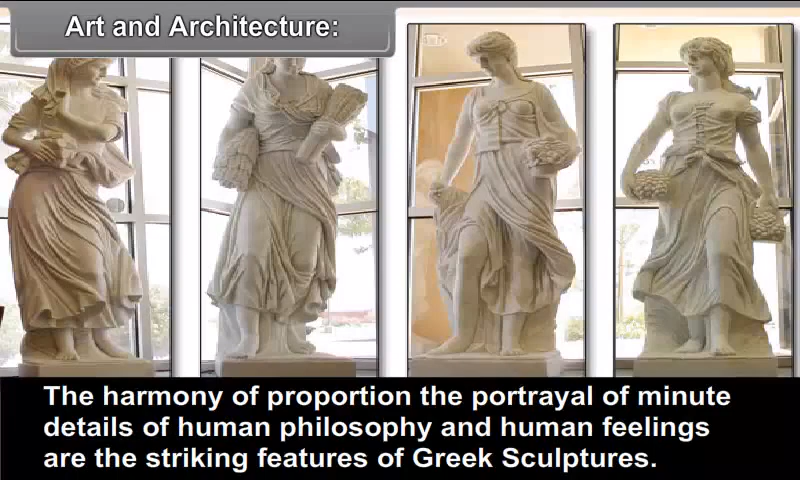 Art and Architecture:
The harmony of proportion the portrayal of minute
details of human philosophy and human feelings
are the striking features of Greek Sculptures.